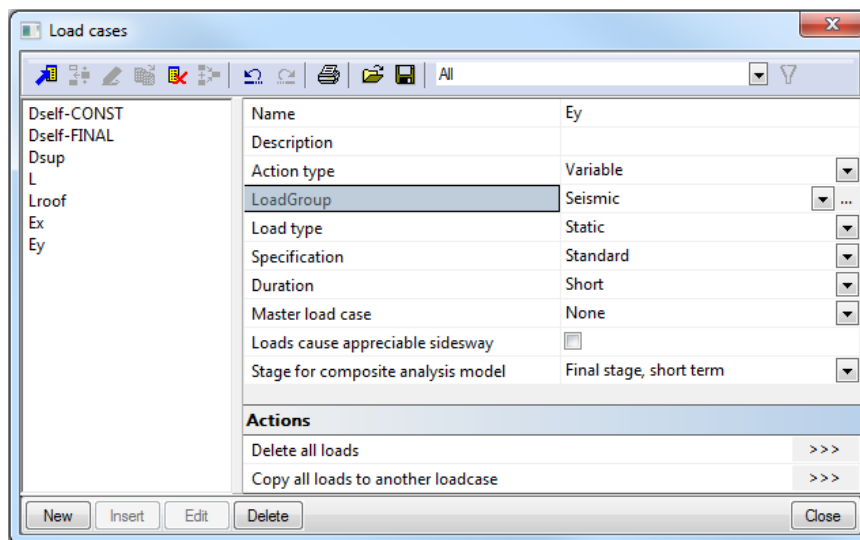 Load cases
All
Dself-CONST
Dself-FINAL
Dsup
L
Lroof
Ex
Ey
Name Ey
Description
Action type Variable
LoadGroup Seismic ...
Load type Static
Specification Standard
Duration Short
Master load case None
Loads cause appreciable sidesway
Stage for composite analysis model Final stage, short term
Actions
Delete all loads >>>
Copy all loads to another loadcase >>>
New Insert Edit Delete Close